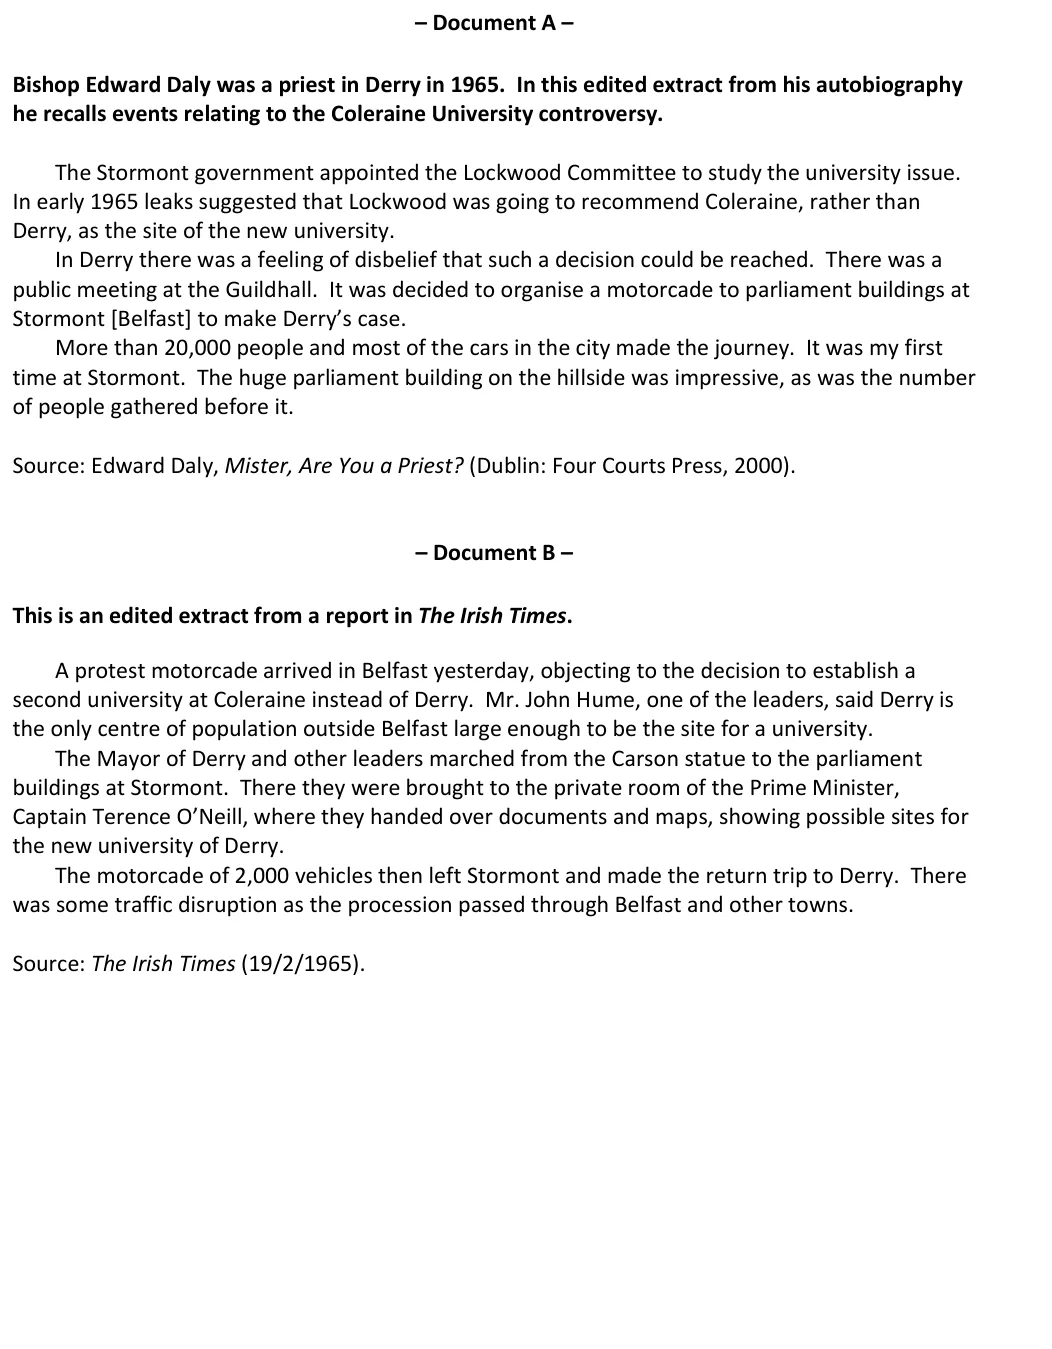 – Document A –
Bishop Edward Daly was a priest in Derry in 1965.  In this edited extract from his autobiography
he recalls events relating to the Coleraine University controversy.
The Stormont government appointed the Lockwood Committee to study the university issue.
In early 1965 leaks suggested that Lockwood was going to recommend Coleraine, rather than
Derry, as the site of the new university.
In Derry there was a feeling of disbelief that such a decision could be reached.  There was a
public meeting at the Guildhall.  It was decided to organise a motorcade to parliament buildings at
Stormont [Belfast] to make Derry’s case.
More than 20,000 people and most of the cars in the city made the journey.  It was my first
time at Stormont.  The huge parliament building on the hillside was impressive, as was the number
of people gathered before it.
Source: Edward Daly, Mister, Are You a Priest? (Dublin: Four Courts Press, 2000).
– Document B –
This is an edited extract from a report in The Irish Times.
A protest motorcade arrived in Belfast yesterday, objecting to the decision to establish a
second university at Coleraine instead of Derry.  Mr. John Hume, one of the leaders, said Derry is
the only centre of population outside Belfast large enough to be the site for a university.
The Mayor of Derry and other leaders marched from the Carson statue to the parliament
buildings at Stormont.  There they were brought to the private room of the Prime Minister,
Captain Terence O’Neill, where they handed over documents and maps, showing possible sites for
the new university of Derry.
The motorcade of 2,000 vehicles then left Stormont and made the return trip to Derry.  There
was some traffic disruption as the procession passed through Belfast and other towns.
Source: The Irish Times (19/2/1965).